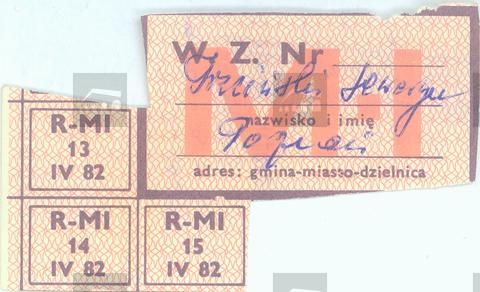 W. Z. Nr
nazwisko i imię
Poznań
adres: gmina-miasto-dzielnica
R-MI
13
IV 82
R-MI
14
IV 82
R-MI
15
IV 82